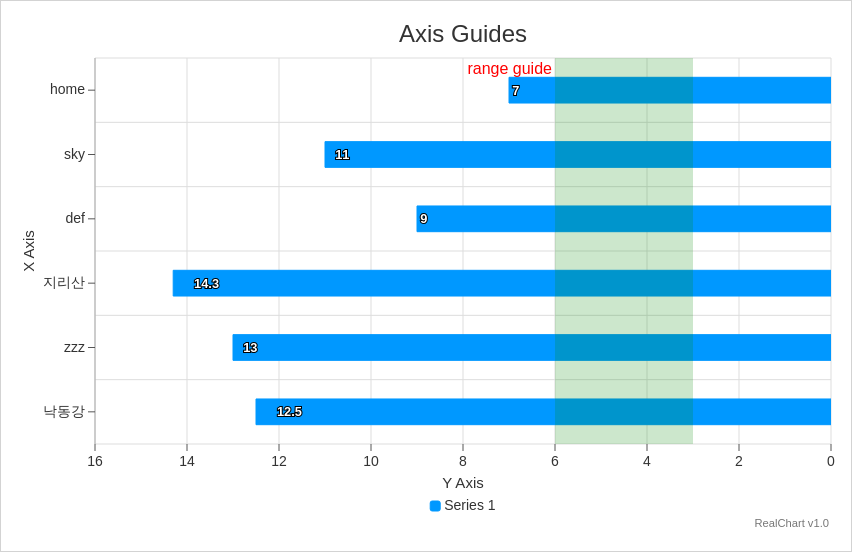 Axis Guides
range guide
home
7
sky
11
def
9
X Axis
지리산
14.3
zzz
13
낙동강
12.5
16 14 12 10 8 6 4 2 0
Y Axis
Series 1
RealChart v1.0